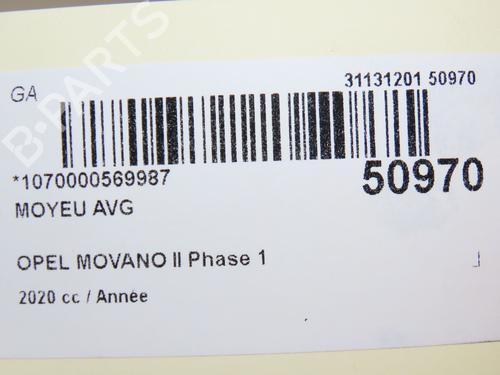 GA
31131201 50970
*1070000569987
50970
MOYEU AVG
OPEL MOVANO II Phase 1
2020 cc / Année
B-PARTS